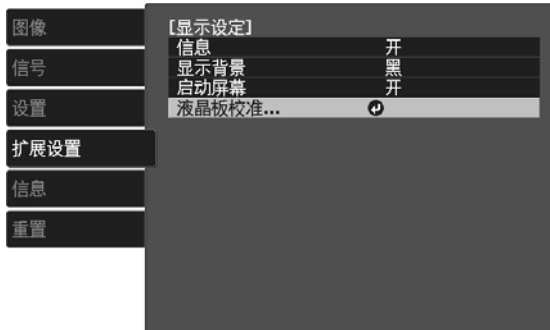 图像
信号
设置
扩展设置
信息
重置
[显示设定]
信息 开
显示背景 黑
启动屏幕 开
液晶板校准...